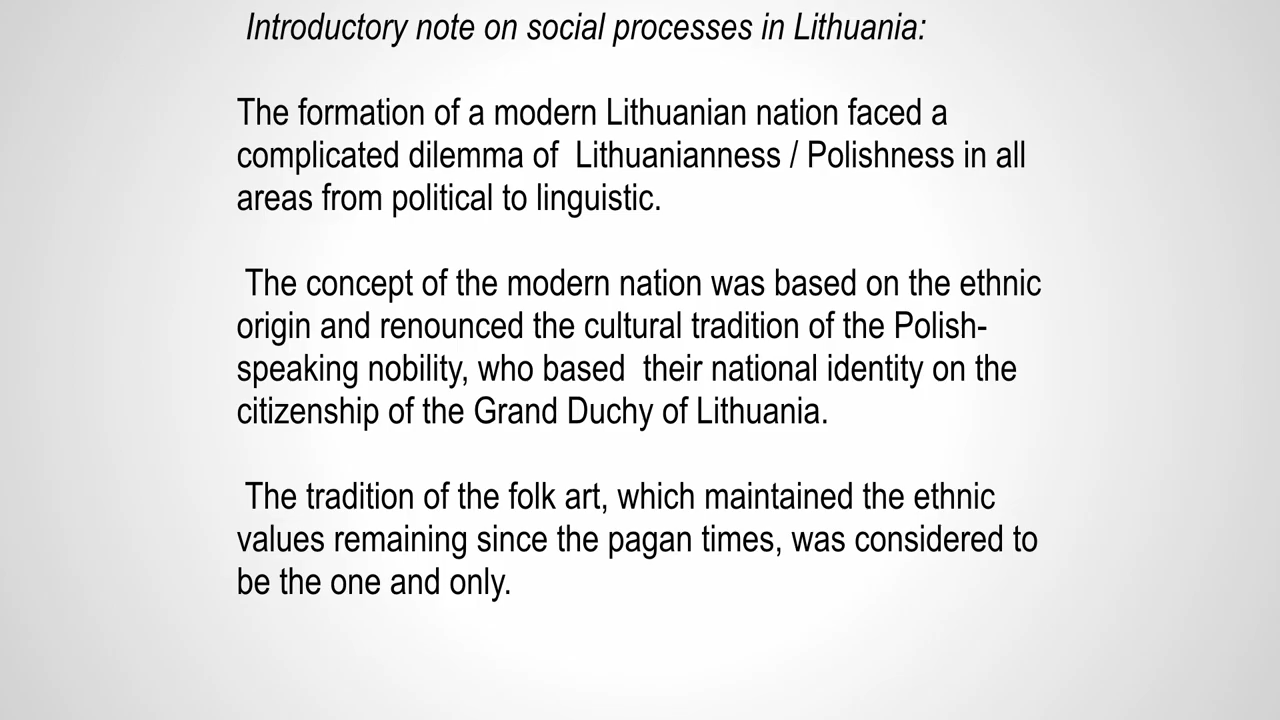 Introductory note on social processes in Lithuania:
The formation of a modern Lithuanian nation faced a
complicated dilemma of  Lithuanianness / Polishness in all
areas from political to linguistic.
The concept of the modern nation was based on the ethnic
origin and renounced the cultural tradition of the Polish-
speaking nobility, who based  their national identity on the
citizenship of the Grand Duchy of Lithuania.
The tradition of the folk art, which maintained the ethnic
values remaining since the pagan times, was considered to
be the one and only.